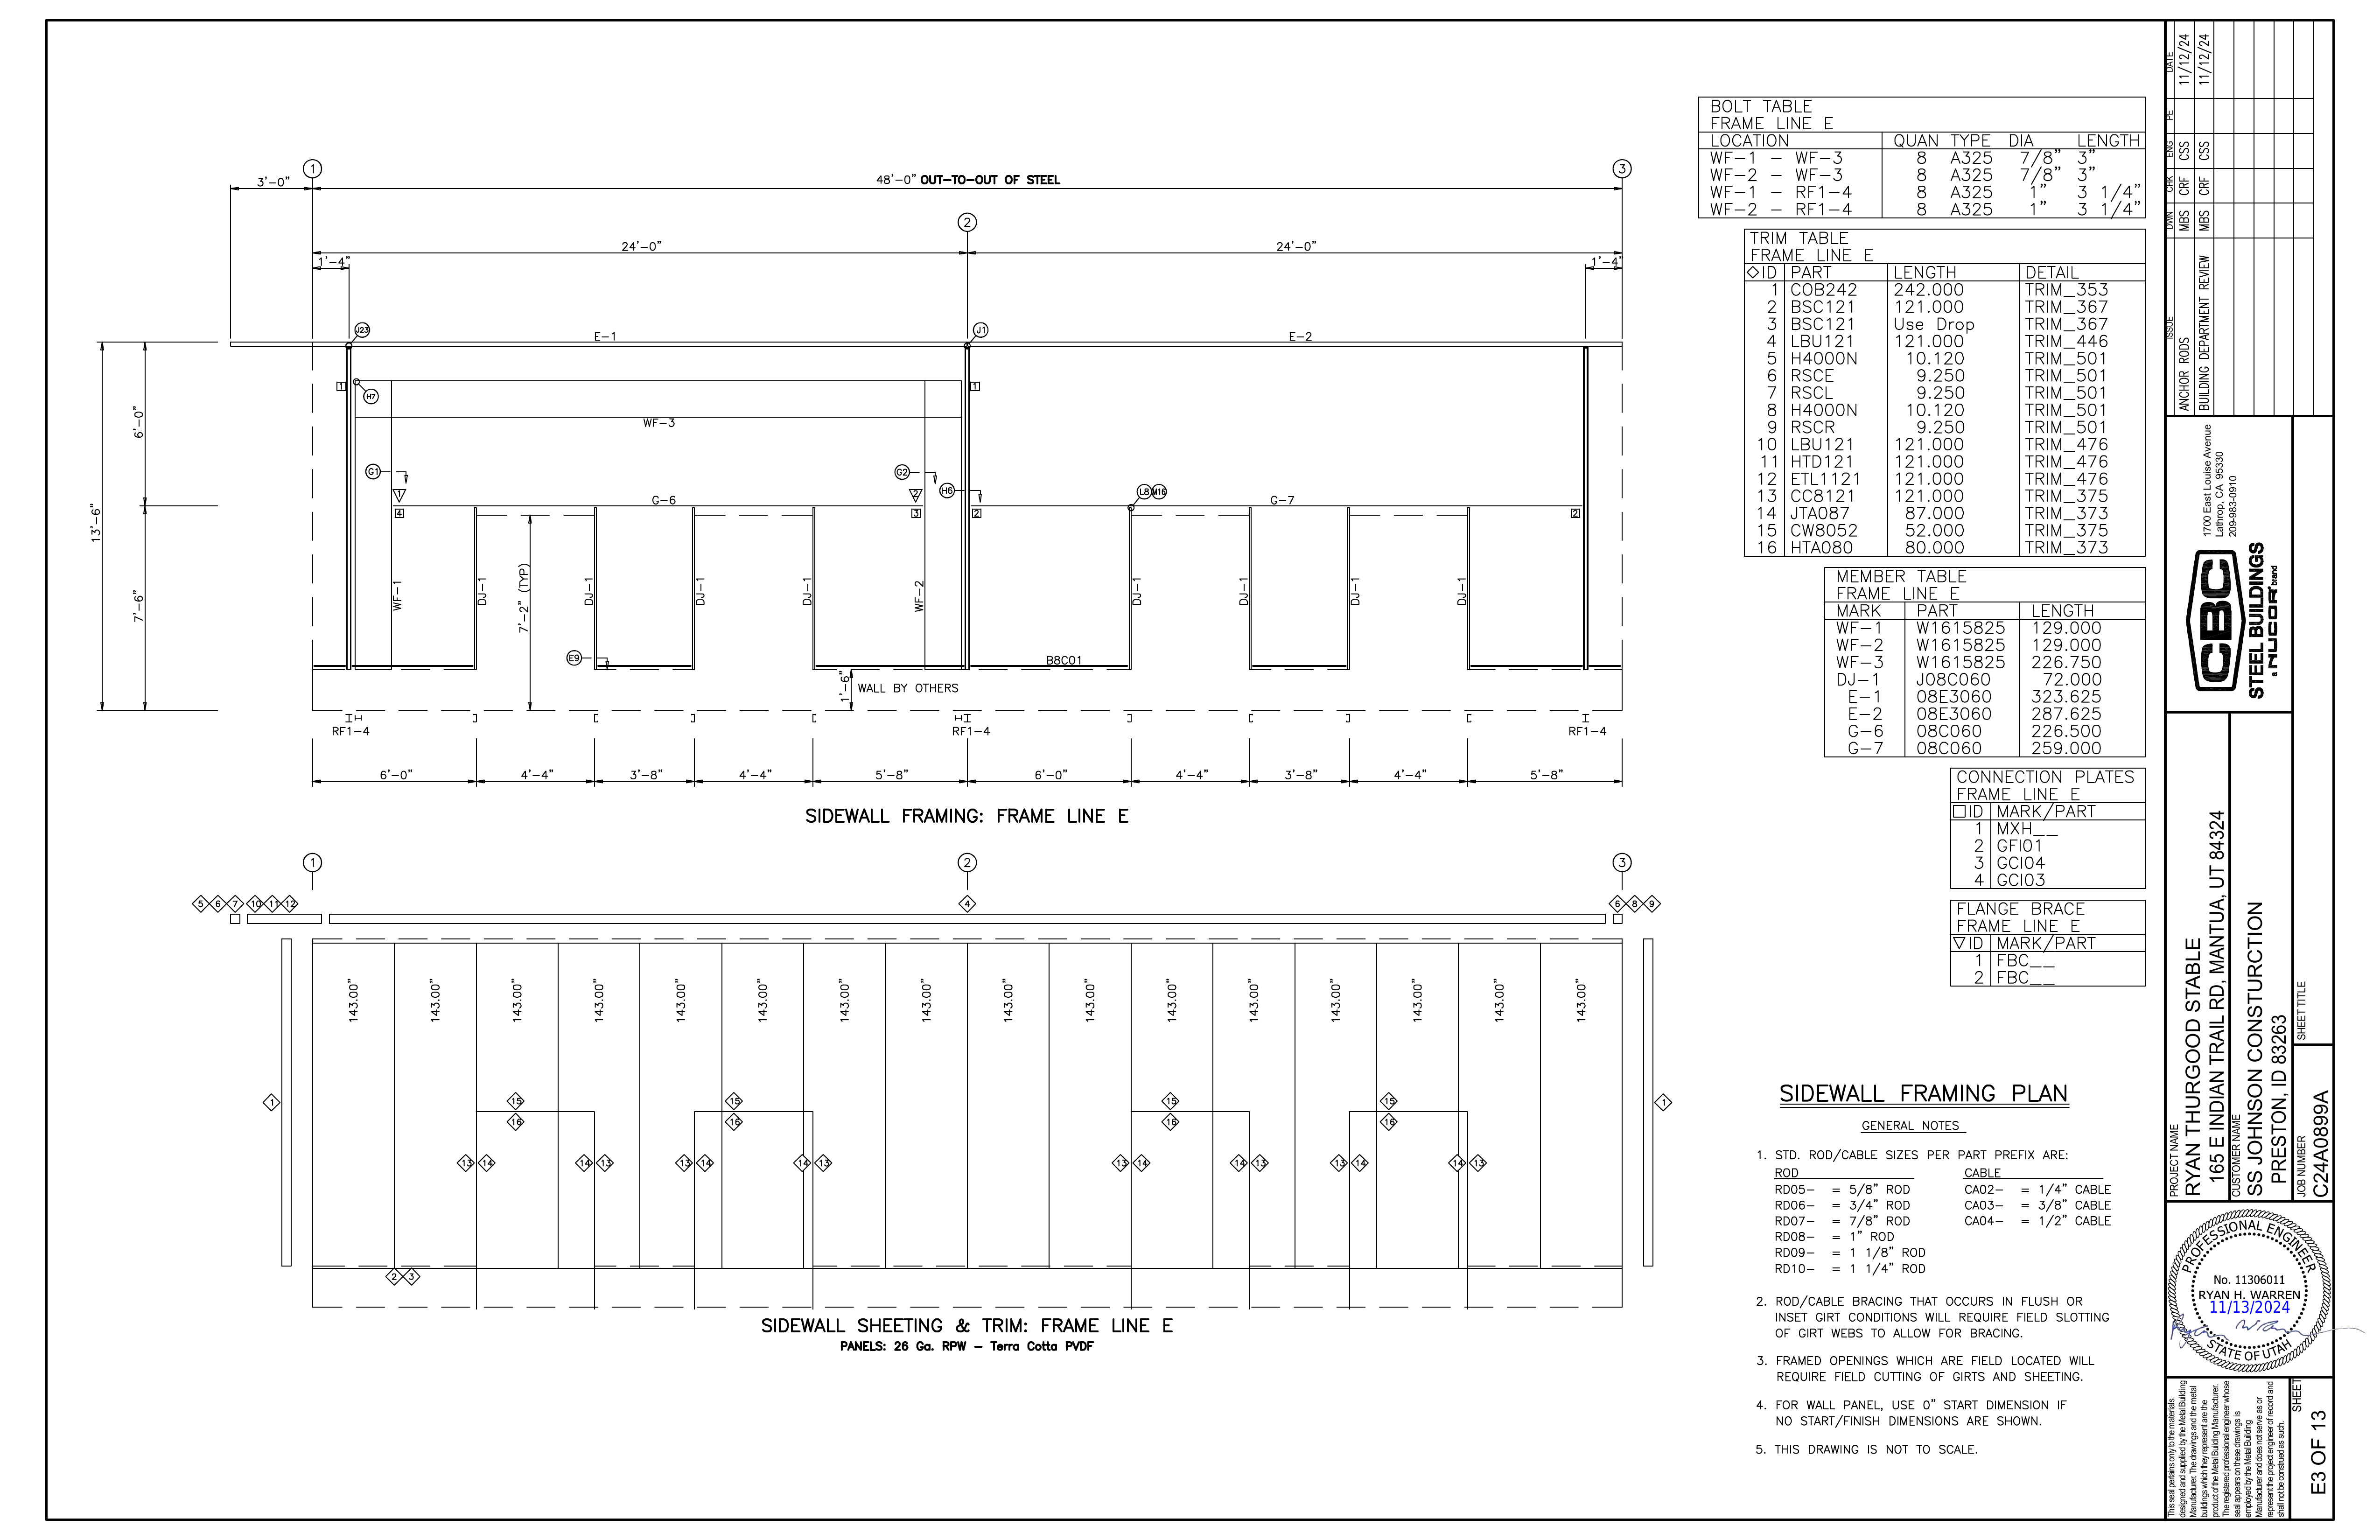 1
3
3'-0"
48'-0" OUT-TO-OUT OF STEEL
2
24'-0"
24'-0"
1'-4"
1'-4"
J23
J1
E-1
E-2
1
1
H7
WF-3
6'-0"
13'-6"
7'-6"
G1
G2
H6
L8
M16
1
2
G-6
G-7
4
3
2
2
WF-1
DJ-1
7'-2" (TYP)
DJ-1
DJ-1
DJ-1
WF-2
DJ-1
DJ-1
DJ-1
DJ-1
E9
B8C01
1'-6"
WALL BY OTHERS
RF1-4
RF1-4
RF1-4
6'-0"
4'-4"
3'-8"
4'-4"
5'-8"
6'-0"
4'-4"
3'-8"
4'-4"
5'-8"
SIDEWALL FRAMING: FRAME LINE E
1
2
3
5 6 7 10 11 12
4
6 8 9
143.00" 143.00" 143.00" 143.00" 143.00" 143.00" 143.00" 143.00" 143.00" 143.00" 143.00" 143.00" 143.00" 143.00" 143.00" 143.00"
1
15 15 15 15
1
16 16 16 16
13 14 14 13 13 14 14 13 13 14 14 13 13 14 14 13
2 3
SIDEWALL SHEETING & TRIM: FRAME LINE E
PANELS: 26 Ga. RPW - Terra Cotta PVDF
BOLT TABLE
FRAME LINE E
LOCATION QUAN TYPE DIA LENGTH
WF-1 - WF-3 8 A325 7/8" 3"
WF-2 - WF-3 8 A325 7/8" 3"
WF-1 - RF1-4 8 A325 1" 3 1/4"
WF-2 - RF1-4 8 A325 1" 3 1/4"
TRIM TABLE
FRAME LINE E
◇ID PART LENGTH DETAIL
1 COB242 242.000 TRIM_353
2 BSC121 121.000 TRIM_367
3 BSC121 Use Drop TRIM_367
4 LBU121 121.000 TRIM_446
5 H4000N 10.120 TRIM_501
6 RSCE 9.250 TRIM_501
7 RSCL 9.250 TRIM_501
8 H4000N 10.120 TRIM_501
9 RSCR 9.250 TRIM_501
10 LBU121 121.000 TRIM_476
11 HTD121 121.000 TRIM_476
12 ETL1121 121.000 TRIM_476
13 CC8121 121.000 TRIM_375
14 JTA087 87.000 TRIM_373
15 CW8052 52.000 TRIM_375
16 HTA080 80.000 TRIM_373
MEMBER TABLE
FRAME LINE E
MARK PART LENGTH
WF-1 W1615825 129.000
WF-2 W1615825 129.000
WF-3 W1615825 226.750
DJ-1 J08C060 72.000
E-1 08E3060 323.625
E-2 08E3060 287.625
G-6 08C060 226.500
G-7 08C060 259.000
CONNECTION PLATES
FRAME LINE E
□ID MARK/PART
1 MXH__
2 GFI01
3 GCI04
4 GCI03
FLANGE BRACE
FRAME LINE E
▽ID MARK/PART
1 FBC__
2 FBC__
SIDEWALL FRAMING PLAN
GENERAL NOTES
1. STD. ROD/CABLE SIZES PER PART PREFIX ARE:
ROD CABLE
RD05- = 5/8" ROD CA02- = 1/4" CABLE
RD06- = 3/4" ROD CA03- = 3/8" CABLE
RD07- = 7/8" ROD CA04- = 1/2" CABLE
RD08- = 1" ROD
RD09- = 1 1/8" ROD
RD10- = 1 1/4" ROD
2. ROD/CABLE BRACING THAT OCCURS IN FLUSH OR
INSET GIRT CONDITIONS WILL REQUIRE FIELD SLOTTING
OF GIRT WEBS TO ALLOW FOR BRACING.
3. FRAMED OPENINGS WHICH ARE FIELD LOCATED WILL
REQUIRE FIELD CUTTING OF GIRTS AND SHEETING.
4. FOR WALL PANEL, USE 0" START DIMENSION IF
NO START/FINISH DIMENSIONS ARE SHOWN.
5. THIS DRAWING IS NOT TO SCALE.
ISSUE DWN CHK ENG PE DATE
ANCHOR RODS MBS CRF CSS 11/12/24
BUILDING DEPARTMENT REVIEW MBS CRF CSS 11/12/24
1700 East Louise Avenue
Lathrop, CA 95330
209-983-0910
CBC
STEEL BUILDINGS
a NUCOR brand
PROJECT NAME
RYAN THURGOOD STABLE
165 E INDIAN TRAIL RD, MANTUA, UT 84324
CUSTOMER NAME
SS JOHNSON CONSTURCTION
PRESTON, ID 83263
JOB NUMBER
C24A0899A
SHEET TITLE
PROFESSIONAL ENGINEER
No. 11306011
RYAN H. WARREN
11/13/2024
STATE OF UTAH
This seal pertains only to the materials
designed and supplied by the Metal Building
Manufacturer. The drawings and the metal
buildings which they represent are the
product of the Metal Building Manufacturer.
The registered professional engineer whose
seal appears on these drawings is
employed by the Metal Building
Manufacturer and does not serve as or
represent the project engineer of record and
shall not be construed as such.
SHEET
E3 OF 13